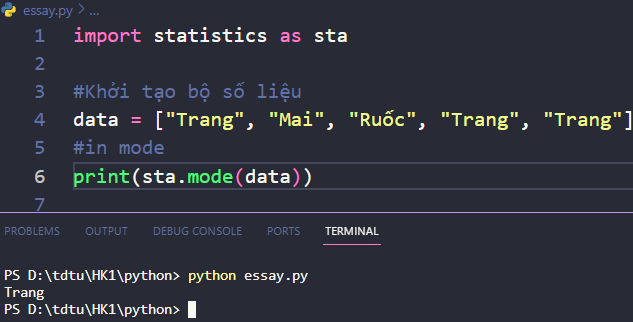 essay.py > ...
1 import statistics as sta
2
3 #Khởi tạo bộ số liệu
4 data = ["Trang", "Mai", "Ruốc", "Trang", "Trang"]
5 #in mode
6 print(sta.mode(data))
7
PROBLEMS OUTPUT DEBUG CONSOLE PORTS TERMINAL
PS D:\tdtu\HK1\python> python essay.py
Trang
PS D:\tdtu\HK1\python>